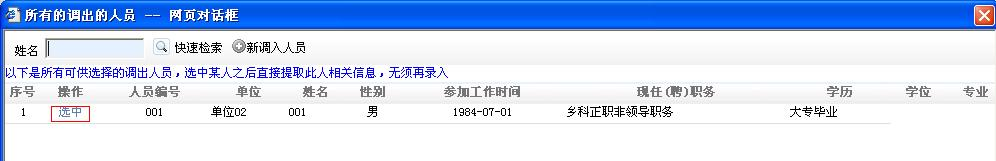 所有的调出的人员 -- 网页对话框
姓名 快速检索 新调入人员
以下是所有可供选择的调出人员，选中某人之后直接提取此人相关信息，无须再录入
序号 操作 人员编号 单位 姓名 性别 参加工作时间 现任(聘)职务 学历 学位 专业
1 选中 001 单位02 001 男 1984-07-01 乡科正职非领导职务 大专毕业